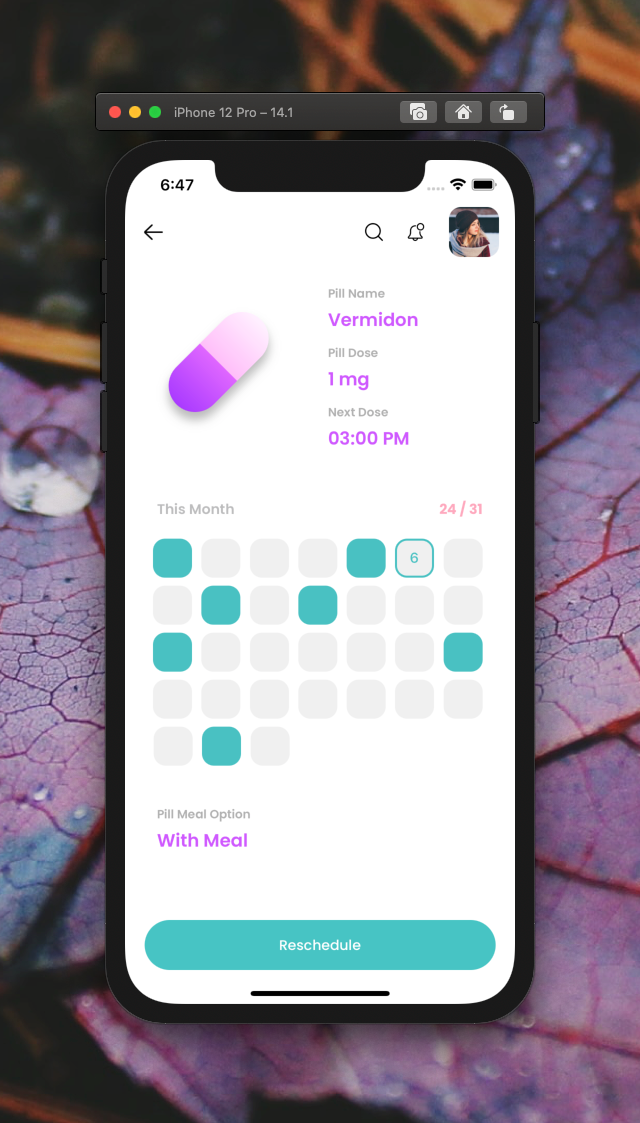 iPhone 12 Pro – 14.1
6:47
Pill Name
Vermidon
Pill Dose
1 mg
Next Dose
03:00 PM
This Month
24 / 31
6
Pill Meal Option
With Meal
Reschedule